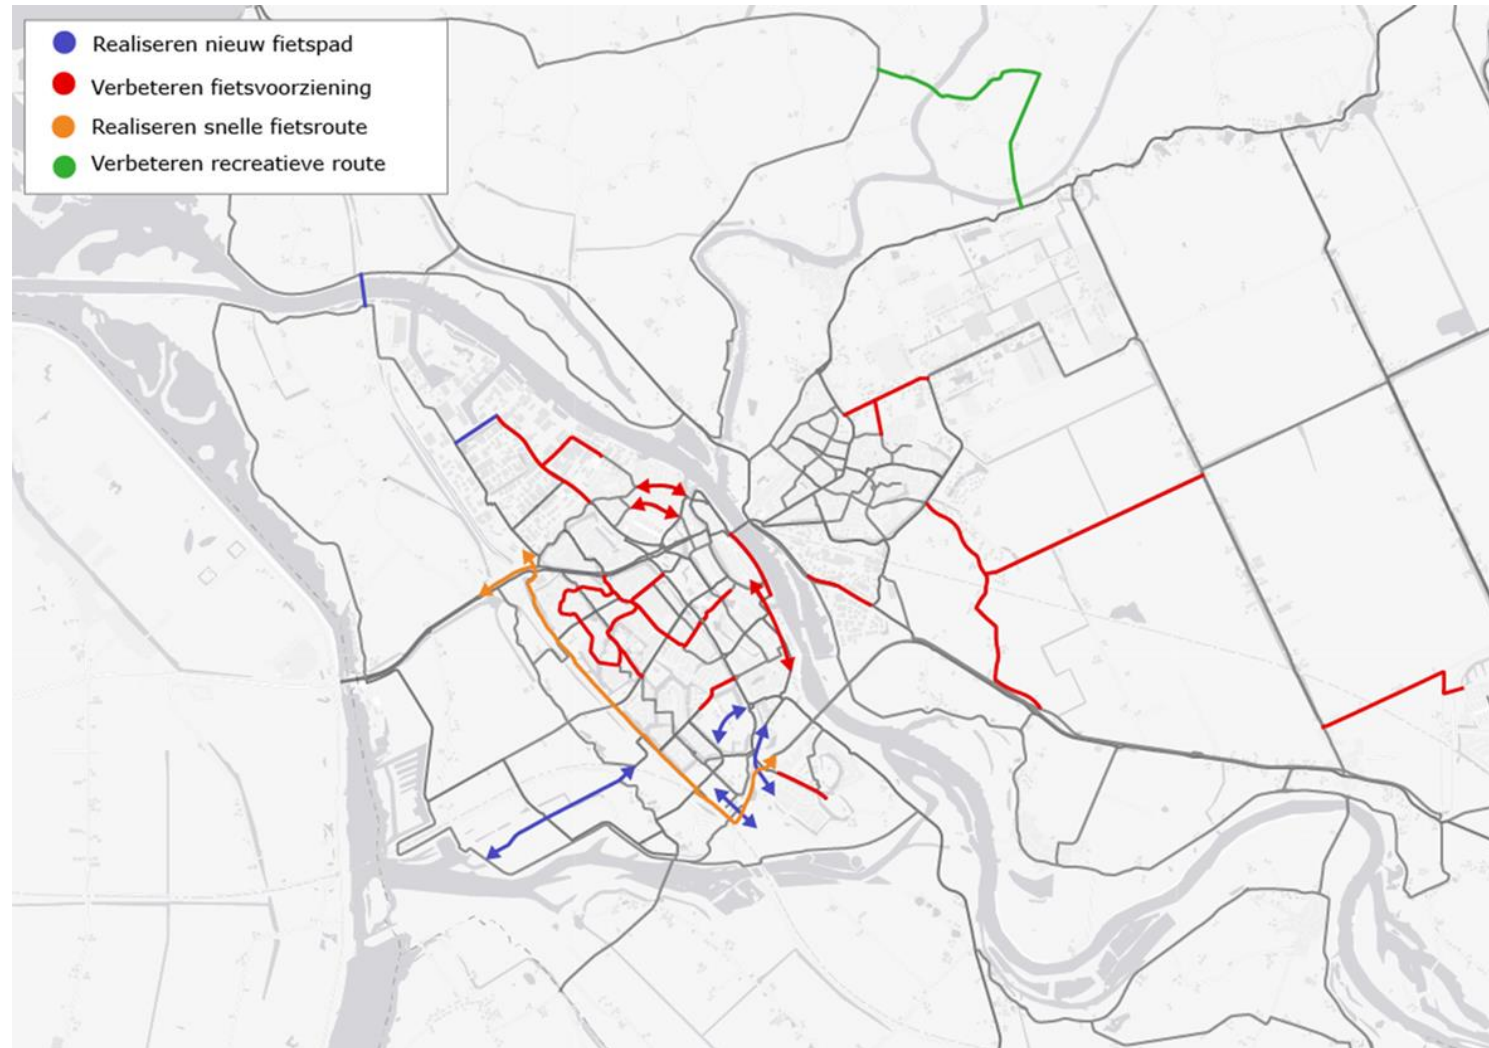 Realiseren nieuw fietspad
Verbeteren fietsvoorziening
Realiseren snelle fietsroute
Verbeteren recreatieve route